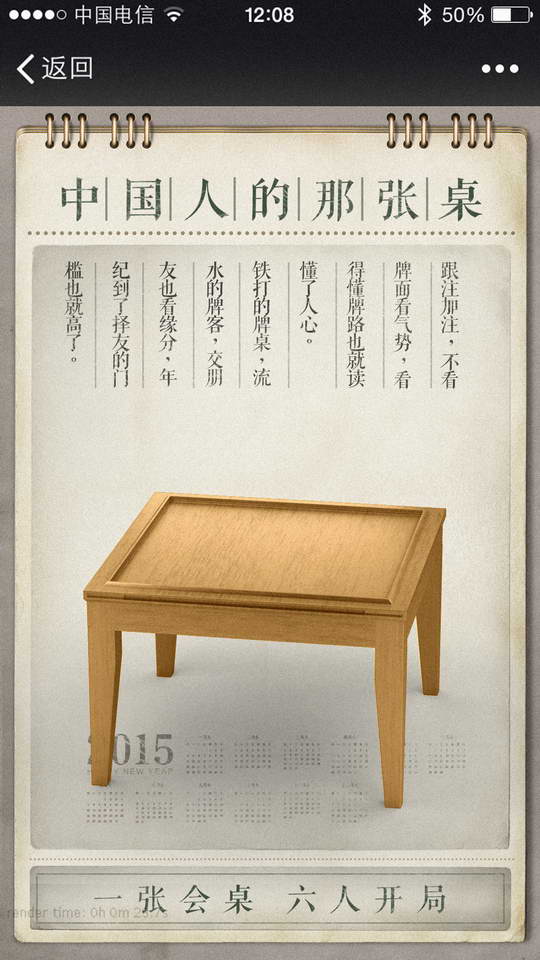 中国电信
12:08
50%
返回
中国人的那张桌
跟注加注，不看
牌面看气势，看
得懂牌路也就读
懂了人心。
铁打的牌桌，流
水的牌客，交朋
友也看缘分，年
纪到了择友的门
槛也就高了。
2015
NEW YEAR
一张会桌 六人开局
render time: 0h 0m